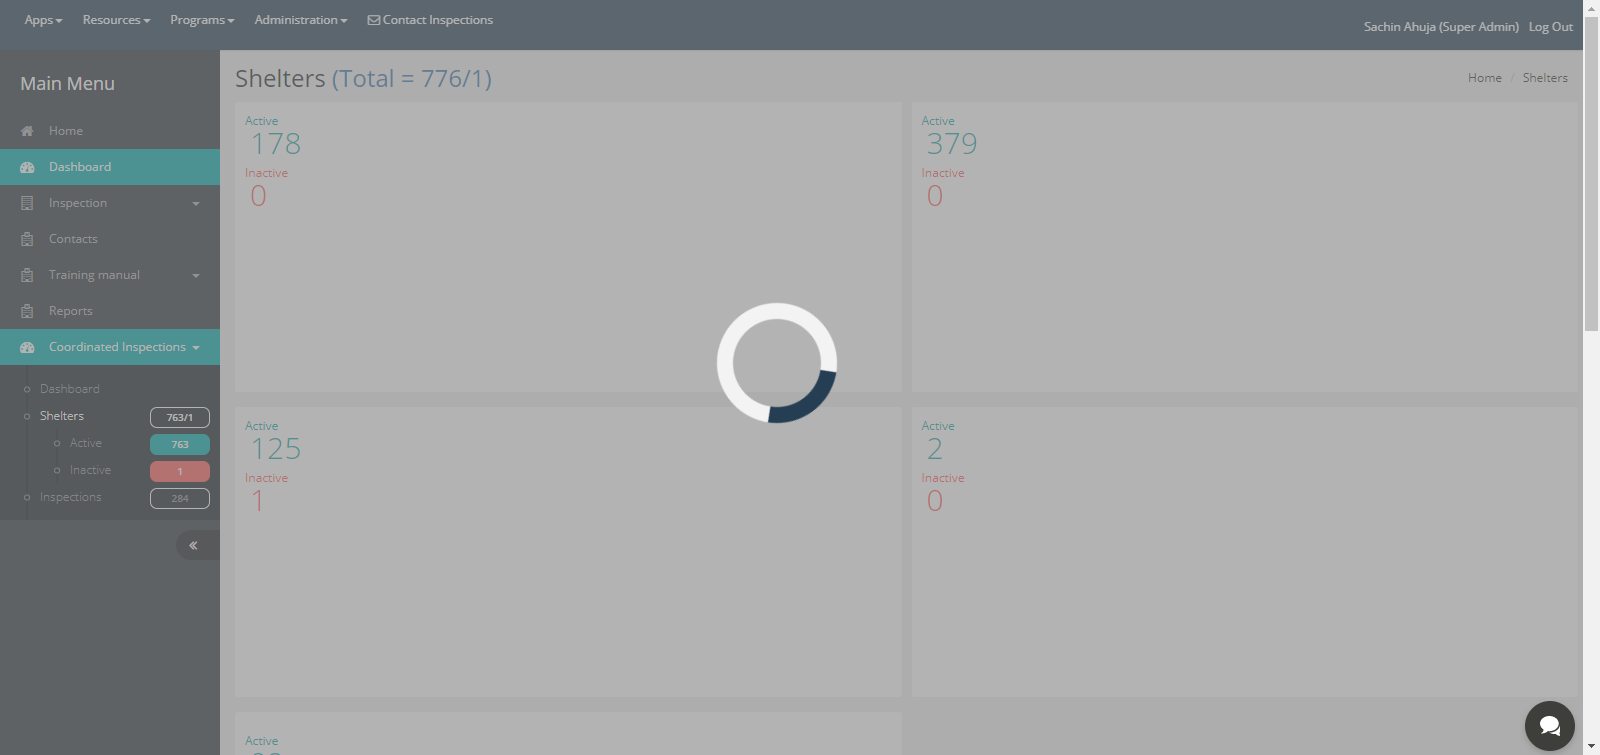 Apps Resources Programs Administration Contact Inspections
Sachin Ahuja (Super Admin) Log Out
Main Menu
Home
Dashboard
Inspection
Contacts
Training manual
Reports
Coordinated Inspections
Dashboard
Shelters 763/1
Active 763
Inactive 1
Inspections 284
Shelters (Total = 776/1)
Home / Shelters
Active
178
Inactive
0
Active
379
Inactive
0
Active
125
Inactive
1
Active
2
Inactive
0
Active